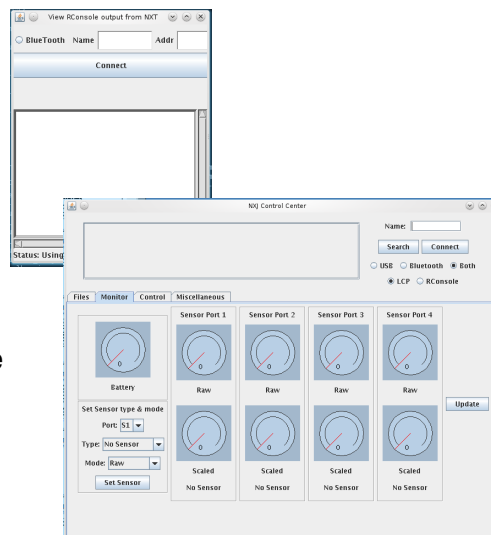 View RConsole output from NXT
BlueTooth Name Addr
Connect
Status: Using
NXJ Control Center
Name:
Search Connect
USB Bluetooth Both
LCP RConsole
Files Monitor Control Miscellaneous
Sensor Port 1 Sensor Port 2 Sensor Port 3 Sensor Port 4
0 0 0 0 0
Battery Raw Raw Raw Raw
Update
Set Sensor type & mode
Port: S1
Type: No Sensor
Mode: Raw
Set Sensor
0 0 0 0
Scaled Scaled Scaled Scaled
No Sensor No Sensor No Sensor No Sensor
e